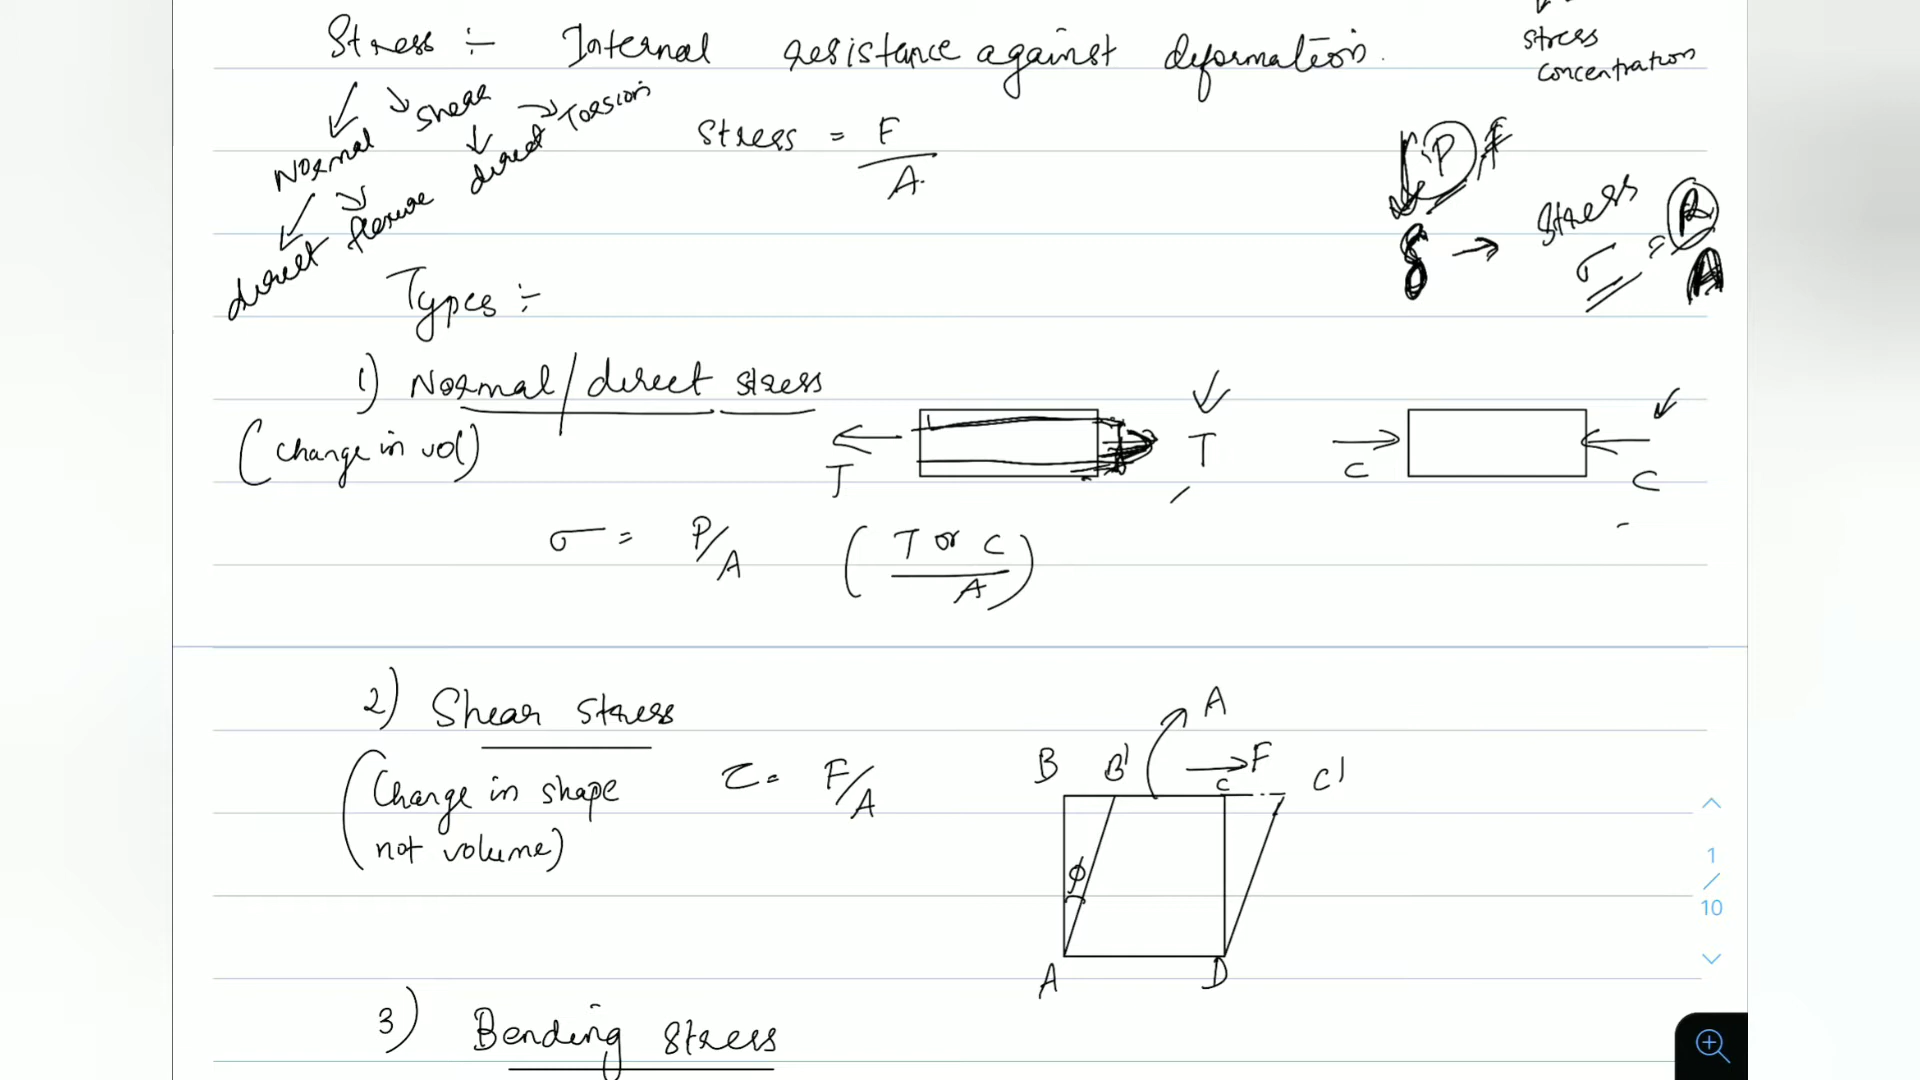 Stress :- Internal resistance against deformation.
stress
concentration
Normal
Shear
direct
flexure
direct
Torsion
Stress = F
A.
P
Stress
δ →
σ = P
A
Types :-
1) Normal/direct stress
(Change in vol)
T
T
C
C
σ = P/A
(T or C
A)
2) Shear stress
(Change in shape
not volume)
τ = F/A
A
B
B'
F
C
C'
ϕ
A
D
1
/
10
3) Bending stress